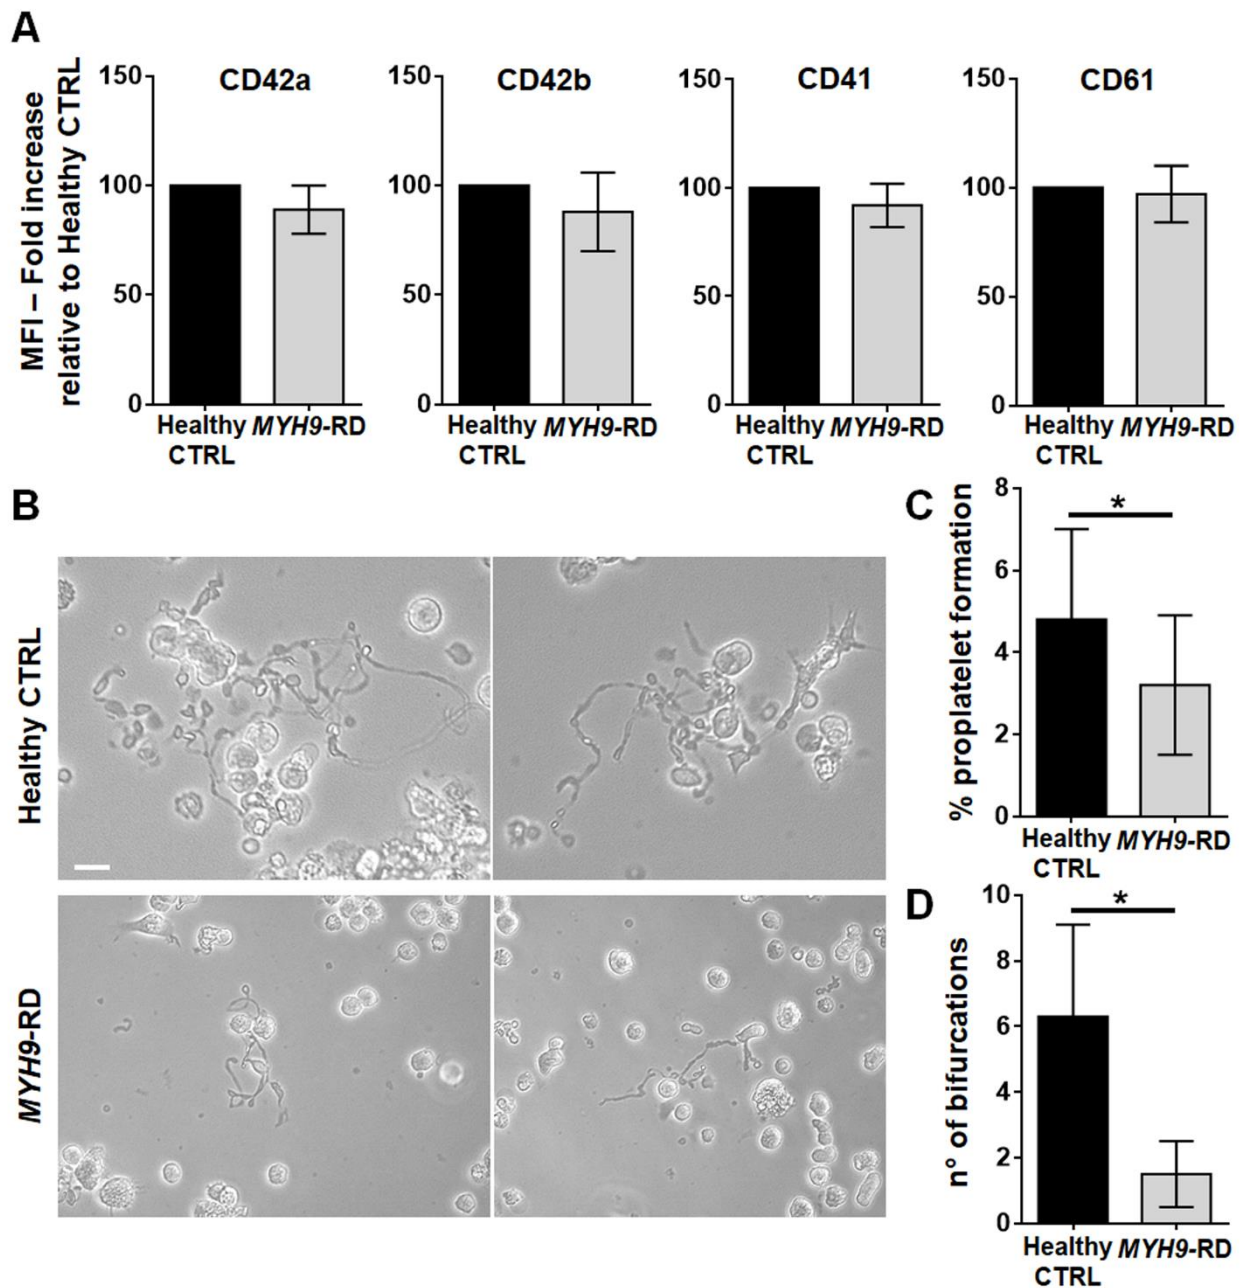 A
MFI – Fold increase
relative to Healthy CTRL
CD42a
150
100
50
0
Healthy MYH9-RD
CTRL
CD42b
150
100
50
0
Healthy MYH9-RD
CTRL
CD41
150
100
50
0
Healthy MYH9-RD
CTRL
CD61
150
100
50
0
Healthy MYH9-RD
CTRL
B
Healthy CTRL
MYH9-RD
C
% proplatelet formation
8
6
4
2
0
*
Healthy MYH9-RD
CTRL
D
n° of bifurcations
10
8
6
4
2
0
*
Healthy MYH9-RD
CTRL